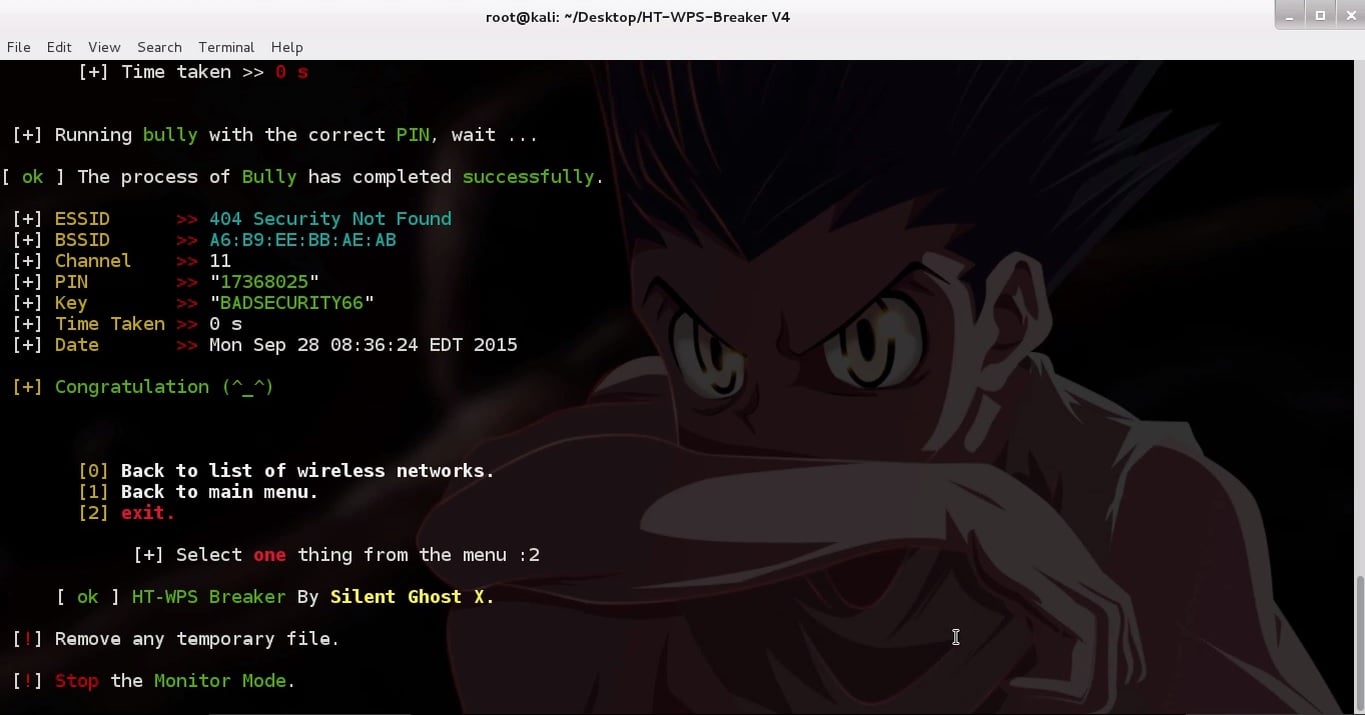 root@kali: ~/Desktop/HT-WPS-Breaker V4
File Edit View Search Terminal Help
[+] Time taken >> 0 s
[+] Running bully with the correct PIN, wait ...
[ ok ] The process of Bully has completed successfully.
[+] ESSID >> 404 Security Not Found
[+] BSSID >> A6:B9:EE:BB:AE:AB
[+] Channel >> 11
[+] PIN >> "17368025"
[+] Key >> "BADSECURITY66"
[+] Time Taken >> 0 s
[+] Date >> Mon Sep 28 08:36:24 EDT 2015
[+] Congratulation (^_^)
[0] Back to list of wireless networks.
[1] Back to main menu.
[2] exit.
[+] Select one thing from the menu :2
[ ok ] HT-WPS Breaker By Silent Ghost X.
[!] Remove any temporary file.
[!] Stop the Monitor Mode.